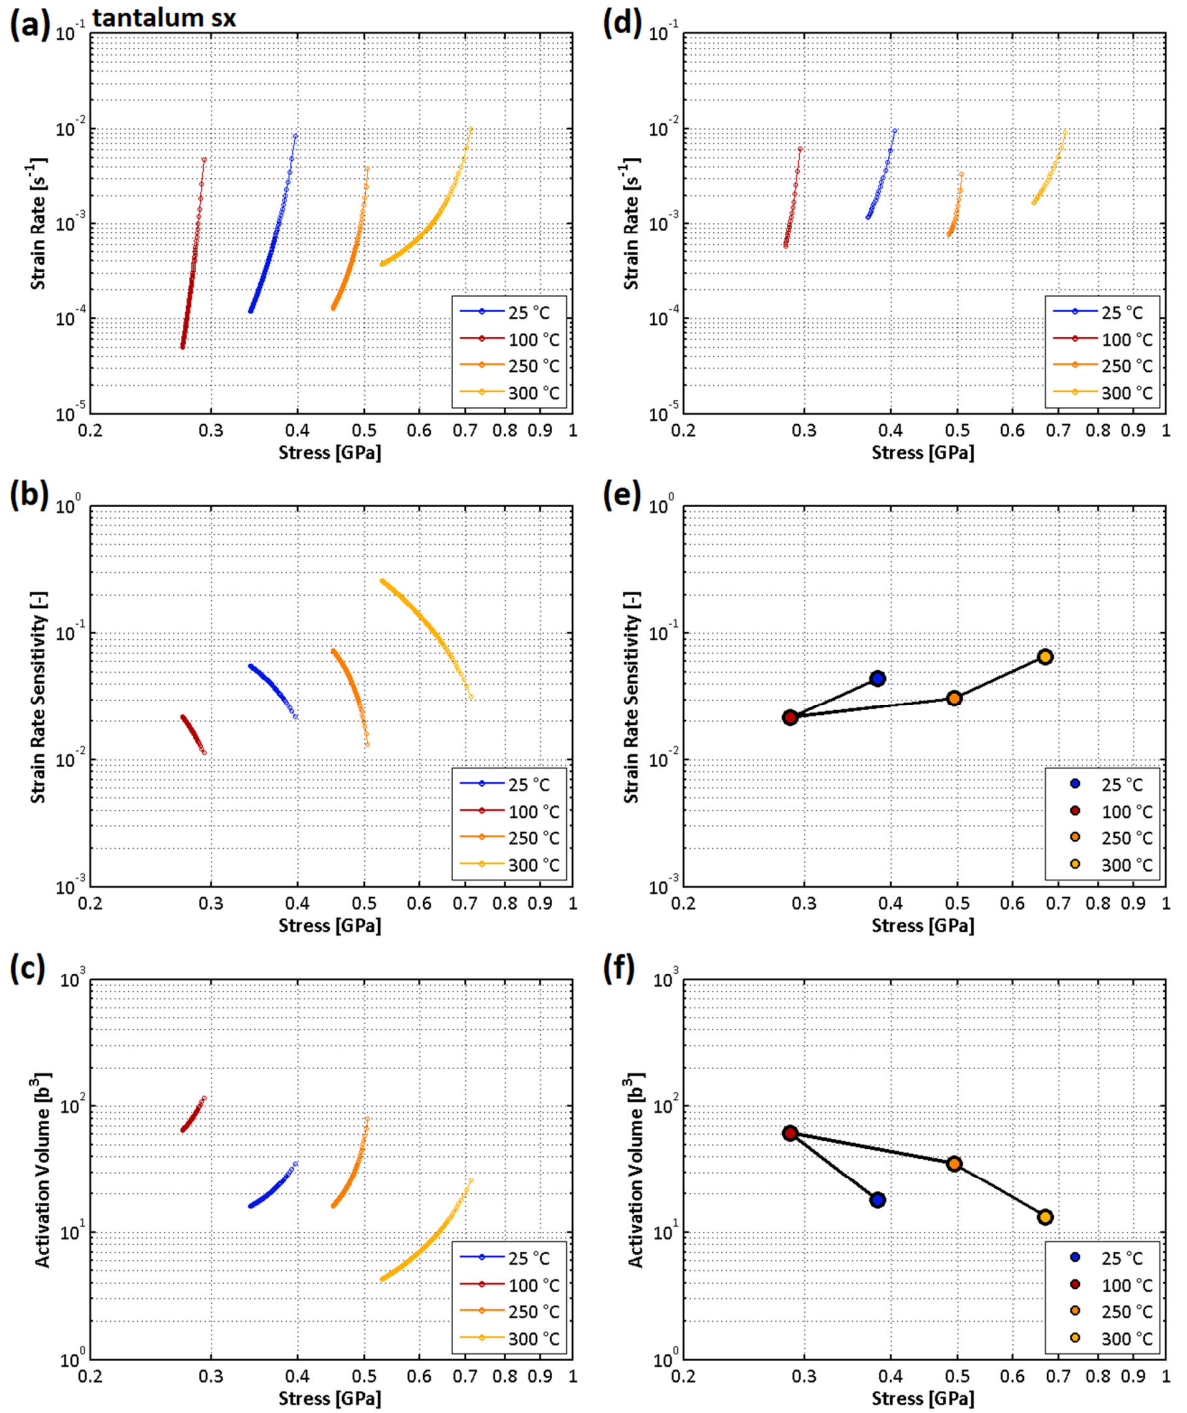 (a) tantalum sx
10^-1
10^-2
10^-3
10^-4
10^-5
Strain Rate [s^-1]
25 °C
100 °C
250 °C
300 °C
0.2 0.3 0.4 0.5 0.6 0.7 0.8 0.9 1
Stress [GPa]
(d)
10^-1
10^-2
10^-3
10^-4
10^-5
Strain Rate [s^-1]
25 °C
100 °C
250 °C
300 °C
0.2 0.3 0.4 0.5 0.6 0.7 0.8 0.9 1
Stress [GPa]
(b)
10^0
10^-1
10^-2
10^-3
Strain Rate Sensitivity [-]
25 °C
100 °C
250 °C
300 °C
0.2 0.3 0.4 0.5 0.6 0.7 0.8 0.9 1
Stress [GPa]
(e)
10^0
10^-1
10^-2
10^-3
Strain Rate Sensitivity [-]
25 °C
100 °C
250 °C
300 °C
0.2 0.3 0.4 0.5 0.6 0.7 0.8 0.9 1
Stress [GPa]
(c)
10^3
10^2
10^1
10^0
Activation Volume [b^3]
25 °C
100 °C
250 °C
300 °C
0.2 0.3 0.4 0.5 0.6 0.7 0.8 0.9 1
Stress [GPa]
(f)
10^3
10^2
10^1
10^0
Activation Volume [b^3]
25 °C
100 °C
250 °C
300 °C
0.2 0.3 0.4 0.5 0.6 0.7 0.8 0.9 1
Stress [GPa]